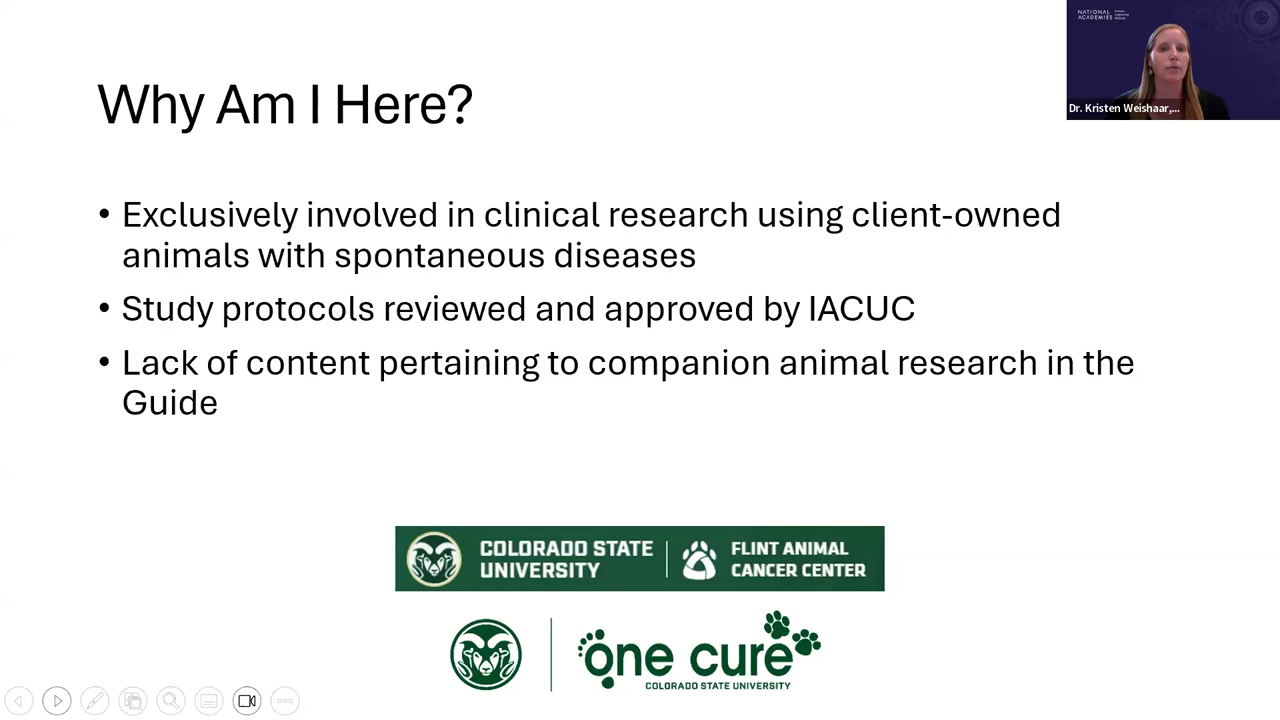 NATIONAL
ACADEMIES
Dr. Kristen Weishaar,...
Why Am I Here?
• Exclusively involved in clinical research using client-owned
animals with spontaneous diseases
• Study protocols reviewed and approved by IACUC
• Lack of content pertaining to companion animal research in the
Guide
COLORADO STATE
UNIVERSITY
FLINT ANIMAL
CANCER CENTER
one cure
COLORADO STATE UNIVERSITY